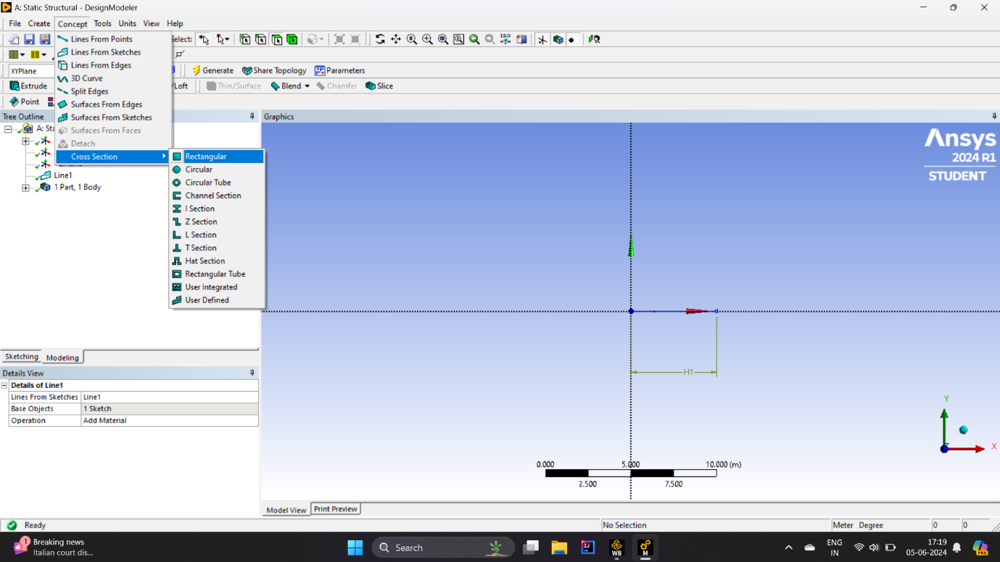 A: Static Structural - DesignModeler
File Create Concept Tools Units View Help
Lines From Points
Lines From Sketches
Lines From Edges
3D Curve
Split Edges
Surfaces From Edges
Surfaces From Sketches
Surfaces From Faces
Detach
Cross Section
Rectangular
Circular
Circular Tube
Channel Section
I Section
Z Section
L Section
T Section
Hat Section
Rectangular Tube
User Integrated
User Defined
elect:
ISO
XYPlane
Generate Share Topology Parameters
Extrude /Loft Thin/Surface Blend Chamfer Slice
Point
Tree Outline
A: Sta
Line1
1 Part, 1 Body
Sketching Modeling
Details View
Details of Line1
Lines From Sketches Line1
Base Objects 1 Sketch
Operation Add Material
Graphics
Ansys
2024 R1
STUDENT
H1
Y
X
0.000 5.000 10.000 (m)
2.500 7.500
Model View Print Preview
Ready No Selection Meter Degree 0 0
1 Breaking news
Italian court dis...
Search
WB
M
PRE
ENG
IN
17:19
05-06-2024